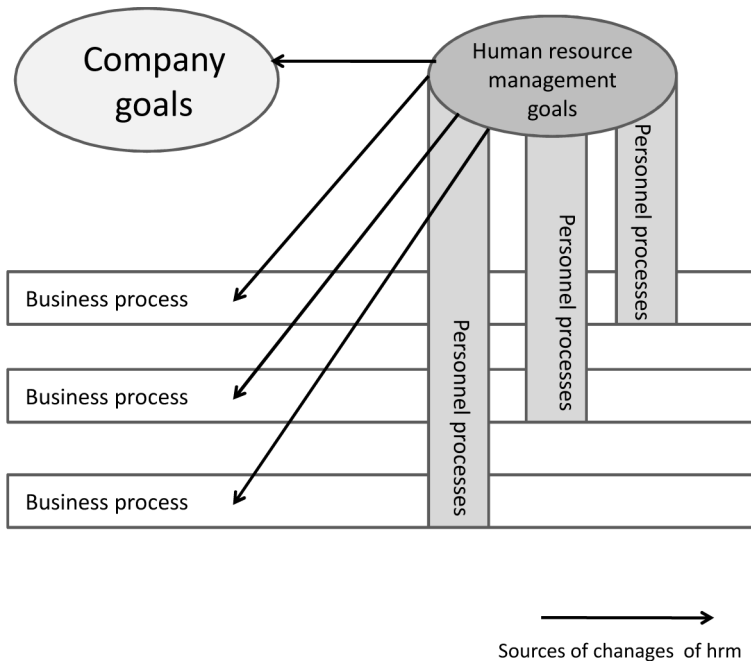 Company
goals
Human resource
management
goals
Personnel processes
Personnel processes
Personnel processes
Business process
Business process
Business process
Sources of chanages of hrm